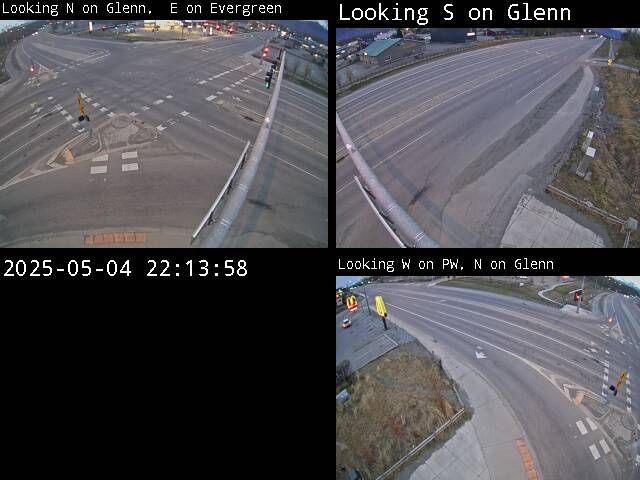 Looking N on Glenn,  E on Evergreen
Looking S on Glenn
2025-05-04 22:13:58
Looking W on PW, N on Glenn